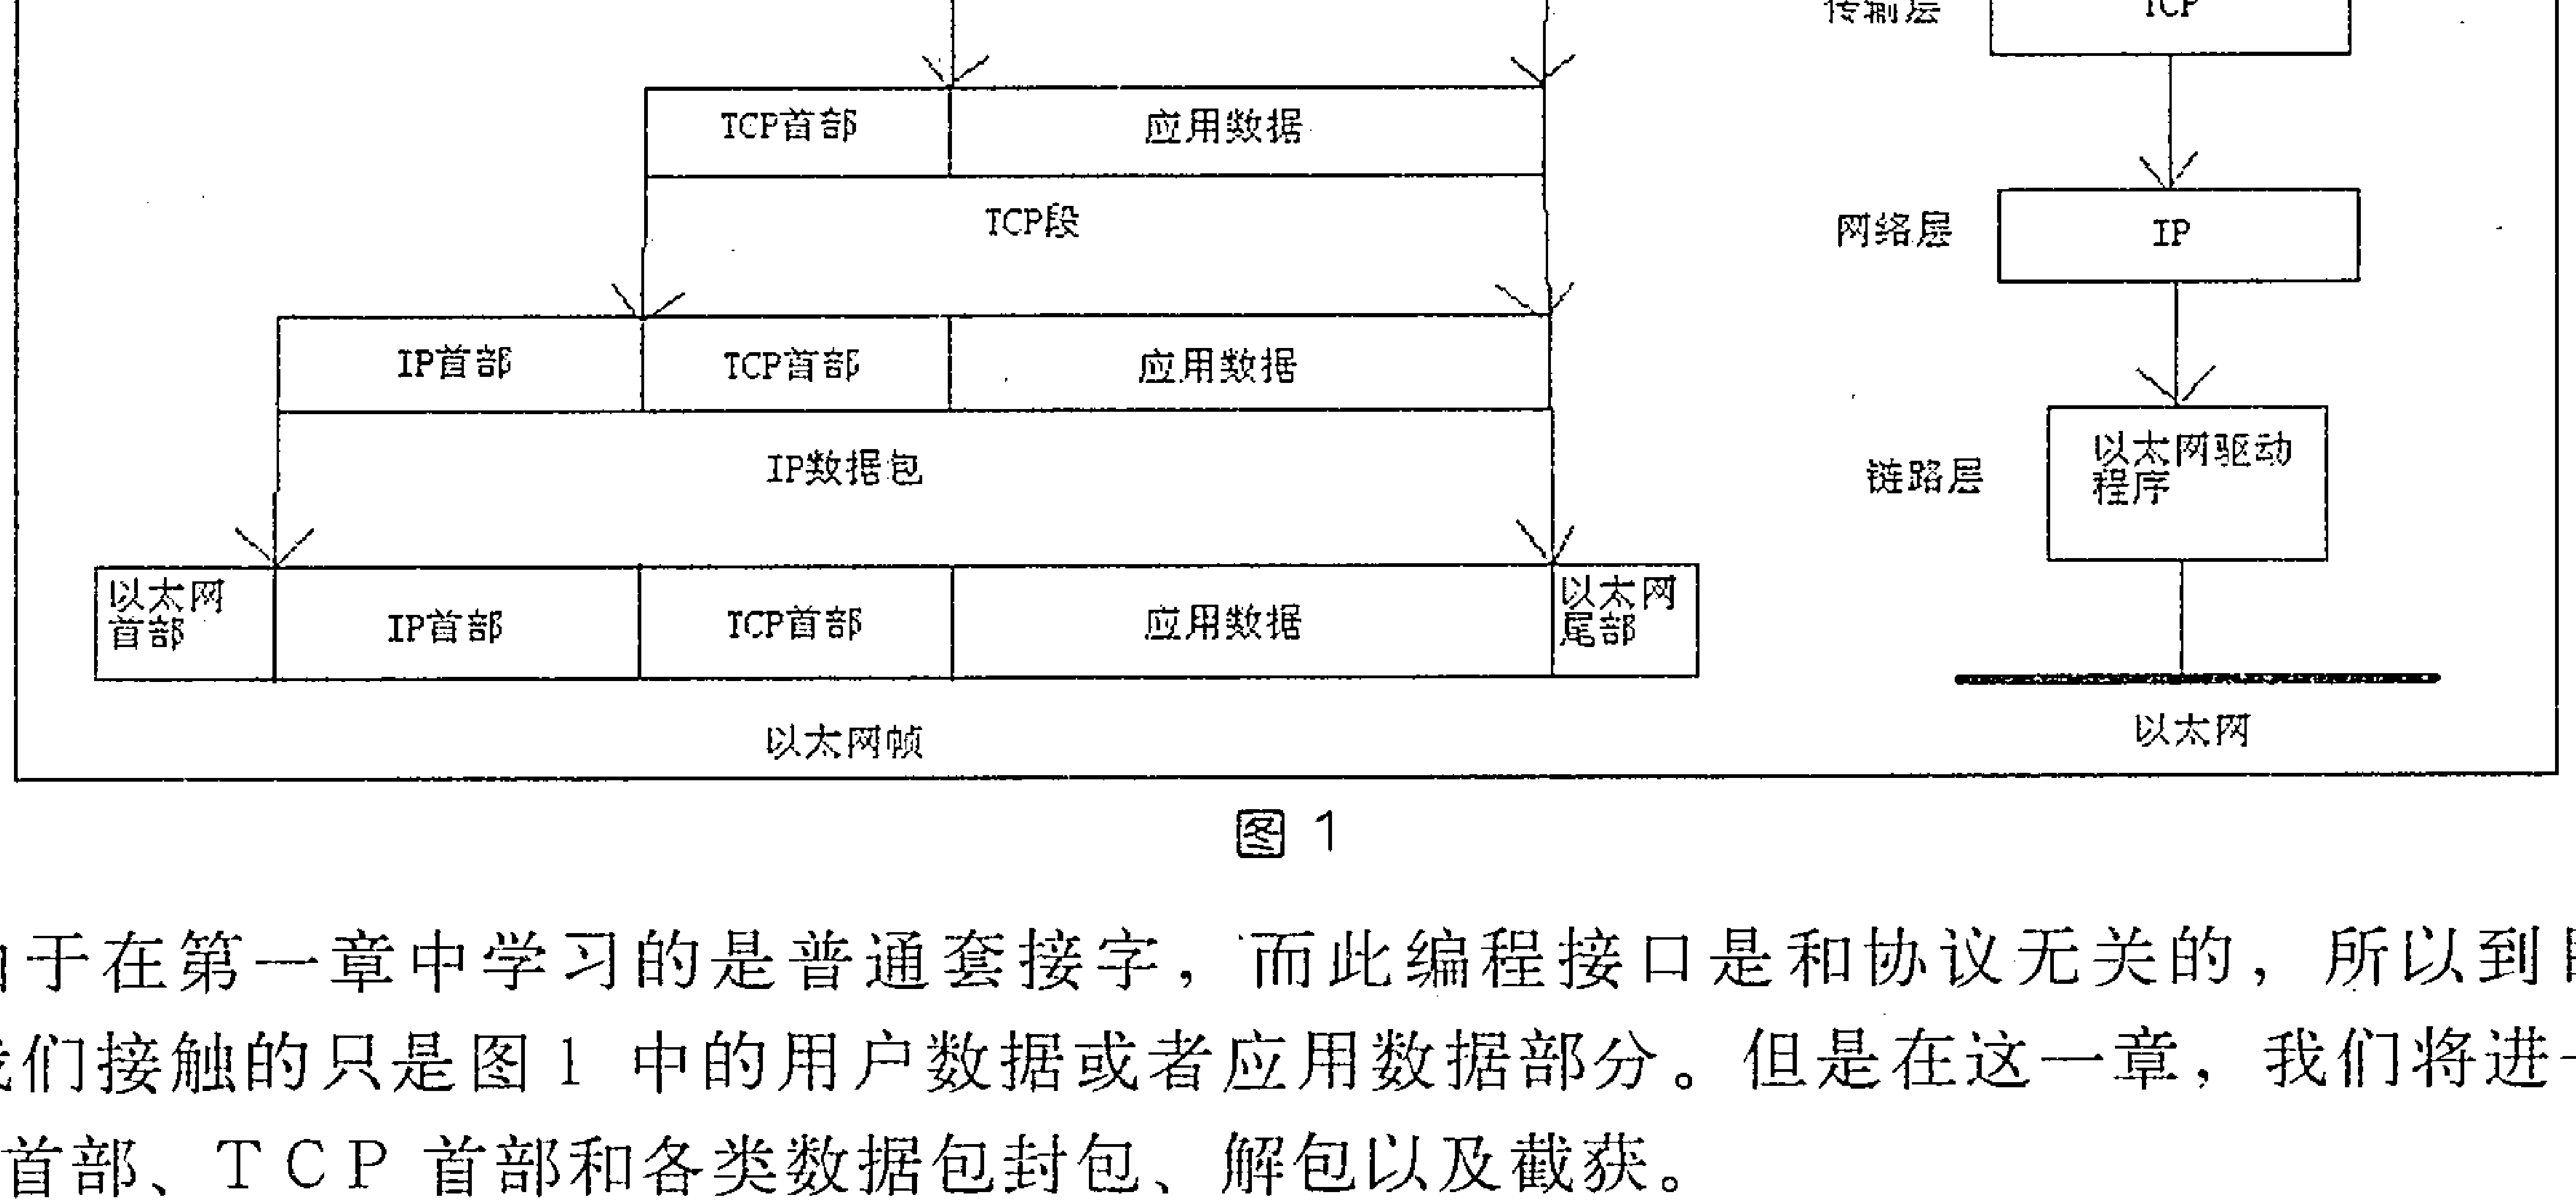 传输层
TCP
TCP首部 应用数据
TCP段
网络层 IP
IP首部 TCP首部 应用数据
IP数据包
链路层
以太网驱动
程序
以太网
首部
IP首部 TCP首部 应用数据
以太网
尾部
以太网帧
以太网
图 1
于在第一章中学习的是普通套接字，而此编程接口是和协议无关的，所以到
们接触的只是图 1 中的用户数据或者应用数据部分。但是在这一章，我们将进一
首部、TCP 首部和各类数据包封包、解包以及截获。